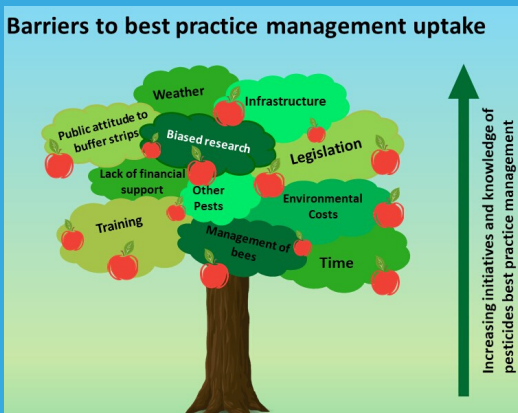 Barriers to best practice management uptake
Weather
Infrastructure
Public attitude to
buffer strips
Biased research
Legislation
Lack of financial
support
Other
Pests
Environmental
Costs
Training
Management of
bees
Time
Increasing initiatives and knowledge of
pesticides best practice management